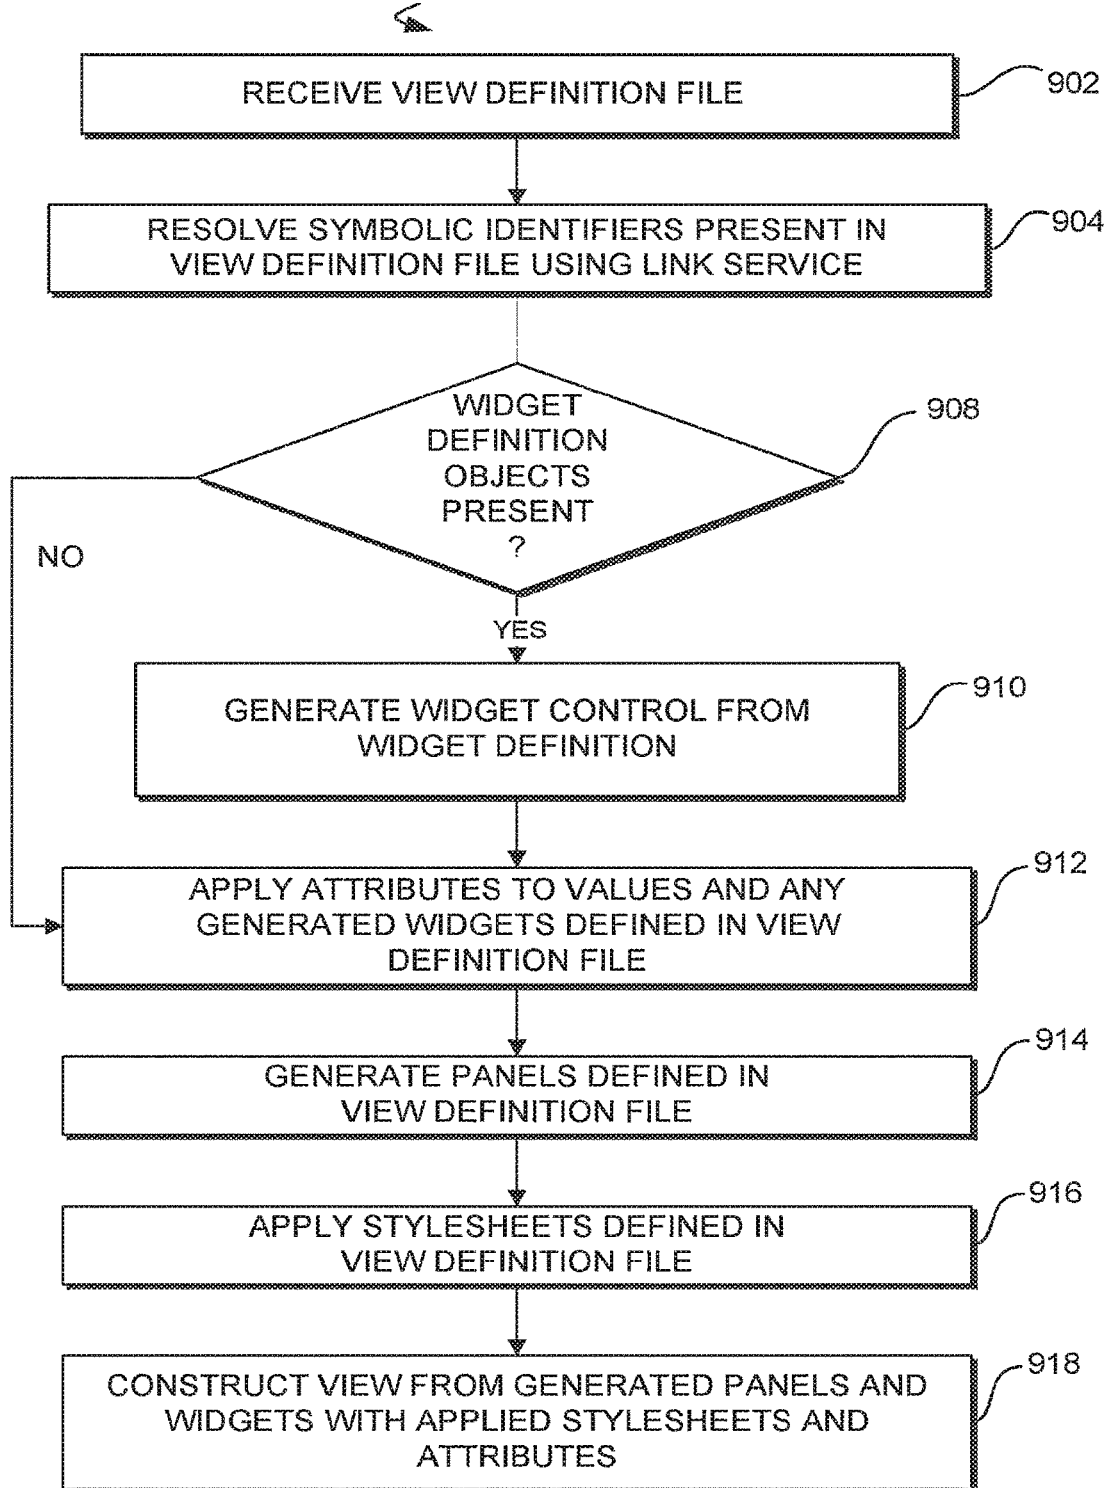 RECEIVE VIEW DEFINITION FILE
902
RESOLVE SYMBOLIC IDENTIFIERS PRESENT IN
VIEW DEFINITION FILE USING LINK SERVICE
904
WIDGET
DEFINITION
OBJECTS
PRESENT
?
908
NO
YES
GENERATE WIDGET CONTROL FROM
WIDGET DEFINITION
910
APPLY ATTRIBUTES TO VALUES AND ANY
GENERATED WIDGETS DEFINED IN VIEW
DEFINITION FILE
912
GENERATE PANELS DEFINED IN
VIEW DEFINITION FILE
914
APPLY STYLESHEETS DEFINED IN
VIEW DEFINITION FILE
916
CONSTRUCT VIEW FROM GENERATED PANELS AND
WIDGETS WITH APPLIED STYLESHEETS AND
ATTRIBUTES
918